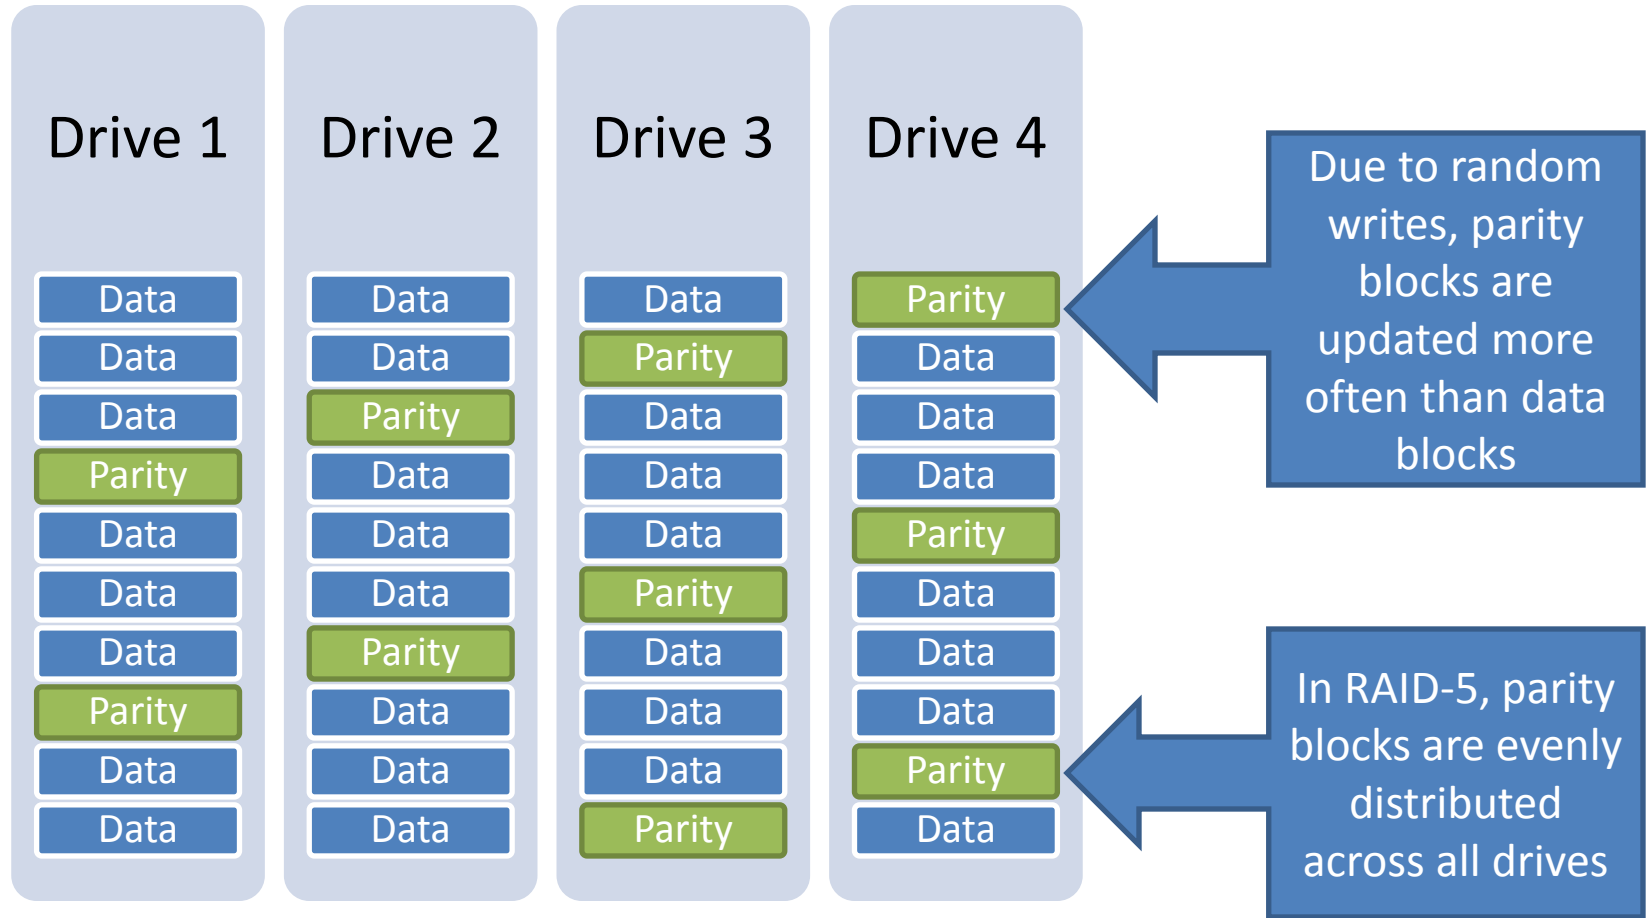 Drive 1 Drive 2 Drive 3 Drive 4
Data Data Data Parity
Data Data Parity Data
Data Parity Data Data
Parity Data Data Data
Data Data Data Parity
Data Data Parity Data
Data Parity Data Data
Parity Data Data Data
Data Data Data Parity
Data Data Parity Data
Due to random
writes, parity
blocks are
updated more
often than data
blocks
In RAID-5, parity
blocks are evenly
distributed
across all drives